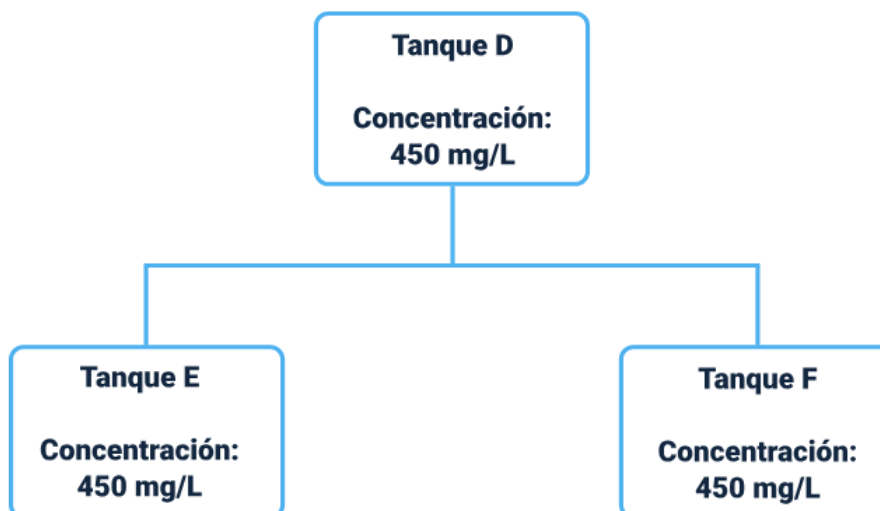 Tanque D
Concentración:
450 mg/L
Tanque E
Concentración:
450 mg/L
Tanque F
Concentración:
450 mg/L